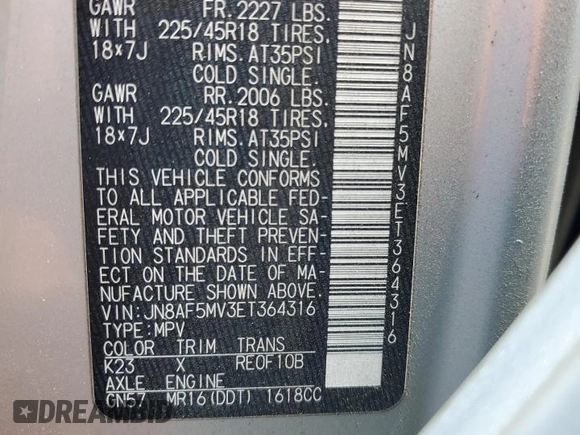 GAWR FR. 2227 LBS.
WITH 225/45R18 TIRES,
18x7J RIMS. AT35PSI
COLD SINGLE.
GAWR RR. 2006 LBS.
WITH 225/45R18 TIRES,
18x7J RIMS. AT35PSI
COLD SINGLE.
THIS VEHICLE CONFORMS
TO ALL APPLICABLE FED-
ERAL MOTOR VEHICLE SA-
FETY AND THEFT PREVEN-
TION STANDARDS IN EFF-
ECT ON THE DATE OF MA-
NUFACTURE SHOWN ABOVE.
VIN:JN8AF5MV3ET364316
TYPE:MPV
COLOR TRIM TRANS
K23 X RE0F10B
AXLE ENGINE
GN57 MR16(DDT) 1618CC
JN8AF5MV3ET364316
DREAMBID